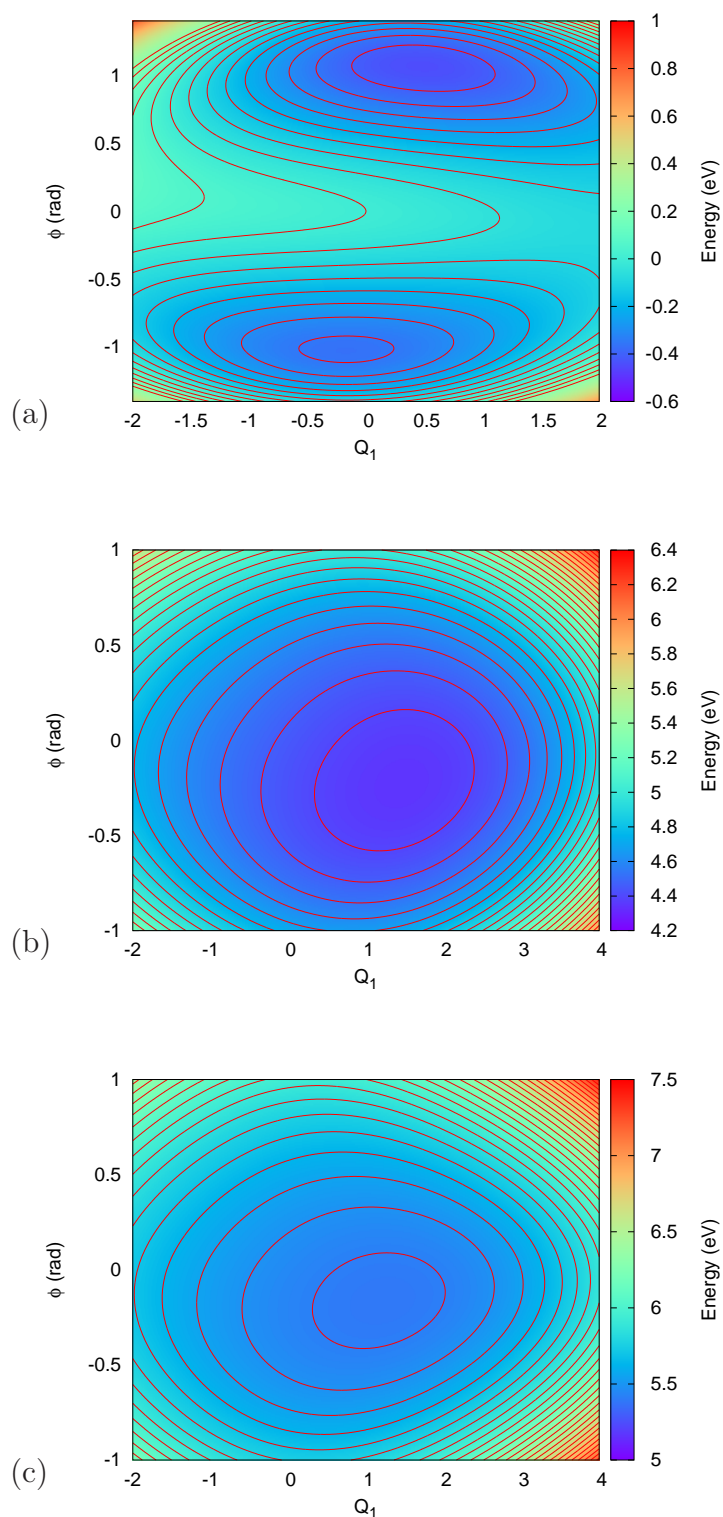 (a)
φ (rad)
1
0.5
0
-0.5
-1
-2 -1.5 -1 -0.5 0 0.5 1 1.5 2
Q1
1
0.8
0.6
0.4
0.2
0
-0.2
-0.4
-0.6
Energy (eV)
(b)
φ (rad)
1
0.5
0
-0.5
-1
-2 -1 0 1 2 3 4
Q1
6.4
6.2
6
5.8
5.6
5.4
5.2
5
4.8
4.6
4.4
4.2
Energy (eV)
(c)
φ (rad)
1
0.5
0
-0.5
-1
-2 -1 0 1 2 3 4
Q1
7.5
7
6.5
6
5.5
5
Energy (eV)